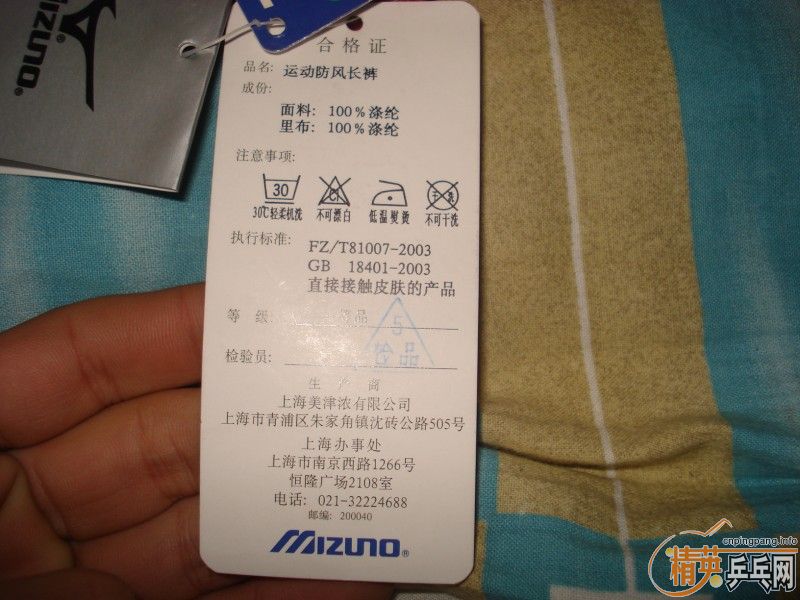 MIZUNO
合格证
品名: 运动防风长裤
成份:
面料: 100%涤纶
里布: 100%涤纶
注意事项:
30 CL 干洗
30℃轻柔机洗 不可漂白 低温熨烫 不可干洗
执行标准: FZ/T81007-2003
GB 18401-2003
直接接触皮肤的产品
等 级: 品
5
检验员:
检品
生 产 商
上海美津浓有限公司
上海市青浦区朱家角镇沈砖公路505号
上海办事处
上海市南京西路1266号
恒隆广场2108室
电话: 021-32224688
邮编: 200040
MIZUNO®
cnpingpang.info
精英乒乓网